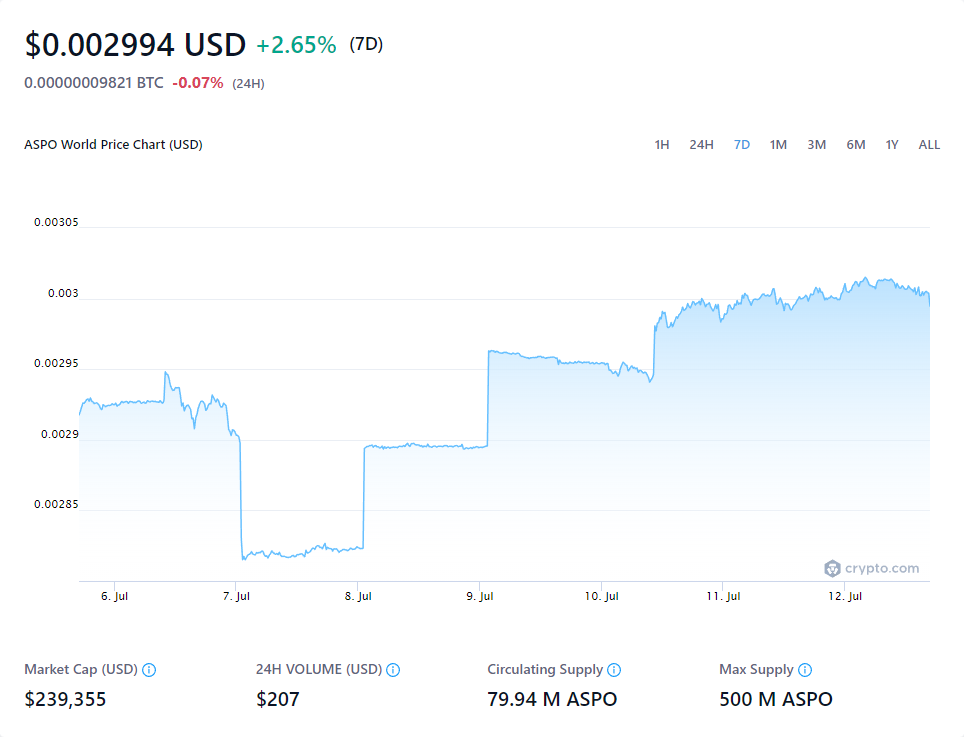 $0.002994 USD +2.65% (7D)
0.00000009821 BTC -0.07% (24H)
ASPO World Price Chart (USD) 1H 24H 7D 1M 3M 6M 1Y ALL
0.00305
0.003
0.00295
0.0029
0.00285
crypto.com
6. Jul 7. Jul 8. Jul 9. Jul 10. Jul 11. Jul 12. Jul
Market Cap (USD) 24H VOLUME (USD) Circulating Supply Max Supply
$239,355 $207 79.94 M ASPO 500 M ASPO